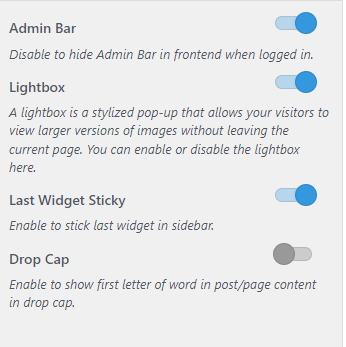 Admin Bar
Disable to hide Admin Bar in frontend when logged in.
Lightbox
A lightbox is a stylized pop-up that allows your visitors to
view larger versions of images without leaving the
current page. You can enable or disable the lightbox
here.
Last Widget Sticky
Enable to stick last widget in sidebar.
Drop Cap
Enable to show first letter of word in post/page content
in drop cap.